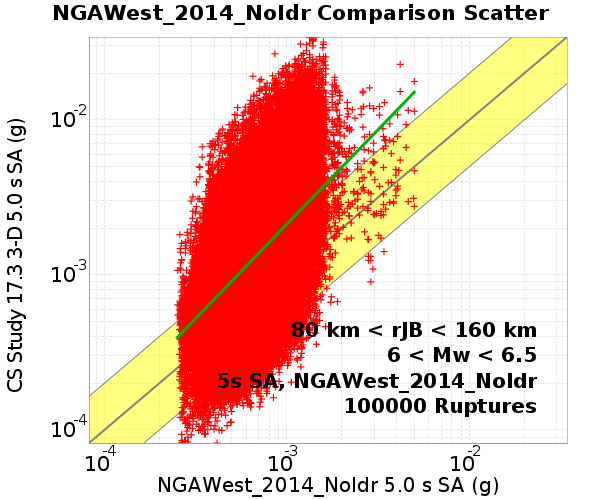 NGAWest_2014_NoIdr Comparison Scatter
CS Study 17.3 3-D 5.0 s SA (g)
10-2
10-3
10-4
80 km < rJB < 160 km
6 < Mw < 6.5
5s SA, NGAWest_2014_NoIdr
100000 Ruptures
10-4 10-3 10-2
NGAWest_2014_NoIdr 5.0 s SA (g)